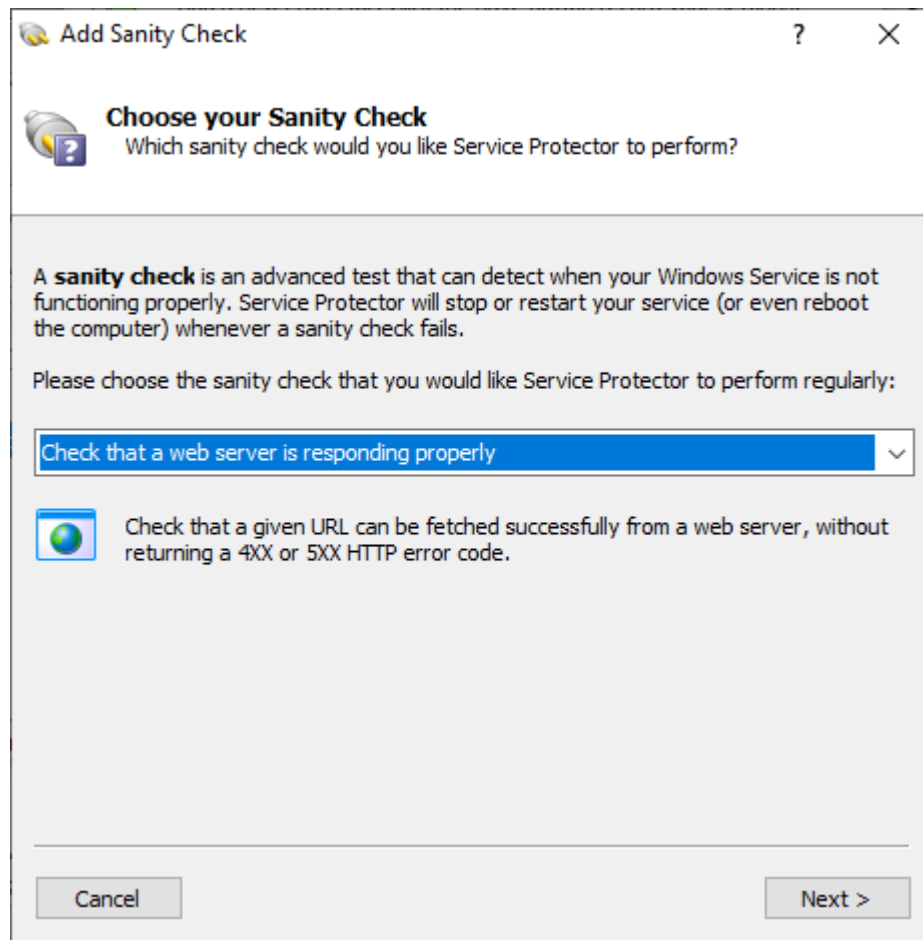 Add Sanity Check
?
Choose your Sanity Check
Which sanity check would you like Service Protector to perform?
A sanity check is an advanced test that can detect when your Windows Service is not
functioning properly. Service Protector will stop or restart your service (or even reboot
the computer) whenever a sanity check fails.
Please choose the sanity check that you would like Service Protector to perform regularly:
Check that a web server is responding properly
Check that a given URL can be fetched successfully from a web server, without
returning a 4XX or 5XX HTTP error code.
Cancel
Next >